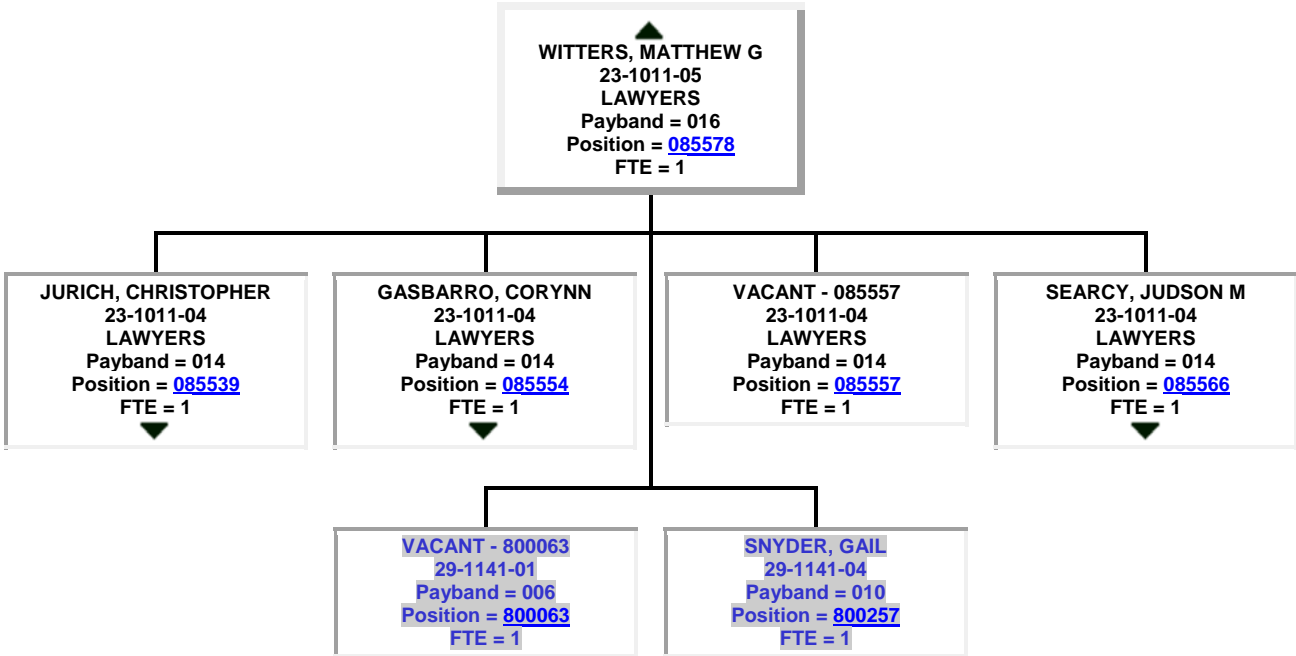 WITTERS, MATTHEW G
23-1011-05
LAWYERS
Payband = 016
Position = 085578
FTE = 1
JURICH, CHRISTOPHER
23-1011-04
LAWYERS
Payband = 014
Position = 085539
FTE = 1
GASBARRO, CORYNN
23-1011-04
LAWYERS
Payband = 014
Position = 085554
FTE = 1
VACANT - 085557
23-1011-04
LAWYERS
Payband = 014
Position = 085557
FTE = 1
SEARCY, JUDSON M
23-1011-04
LAWYERS
Payband = 014
Position = 085566
FTE = 1
VACANT - 800063
29-1141-01
Payband = 006
Position = 800063
FTE = 1
SNYDER, GAIL
29-1141-04
Payband = 010
Position = 800257
FTE = 1